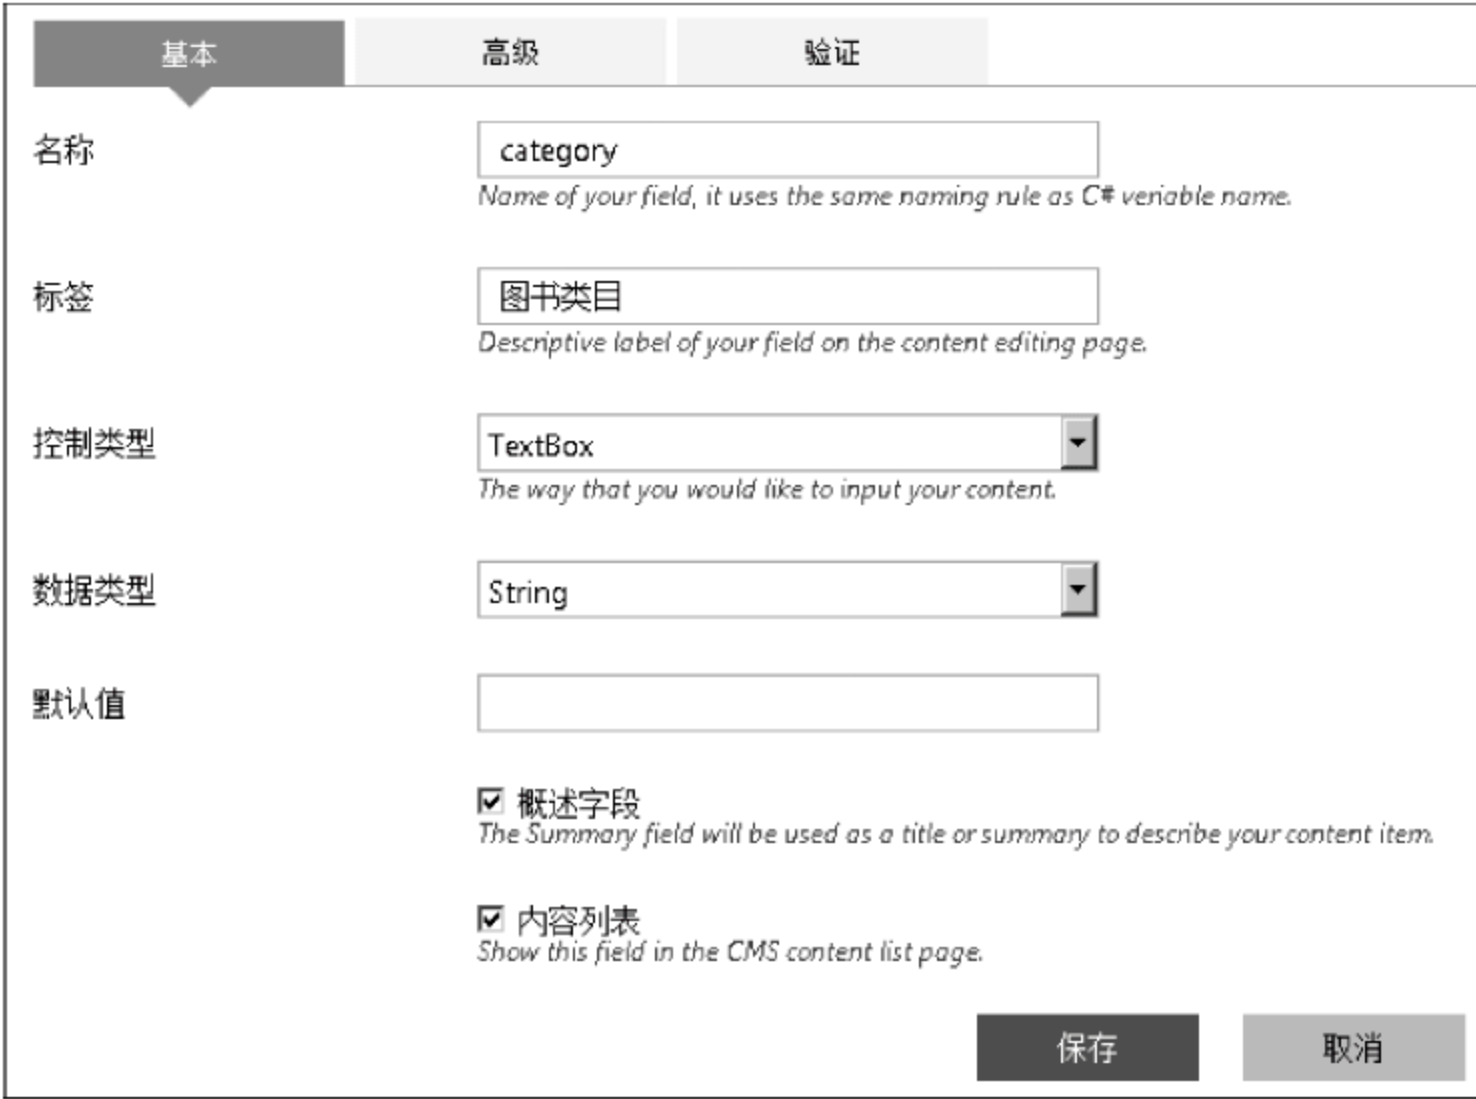 基本 高级 验证
名称 category
Name of your field, it uses the same naming rule as C# veriable name.
标签 图书类目
Descriptive label of your field on the content editing page.
控制类型 TextBox
The way that you would like to input your content.
数据类型 String
默认值
概述字段
The Summary field will be used as a title or summary to describe your content item.
内容列表
Show this field in the CMS content list page.
保存 取消